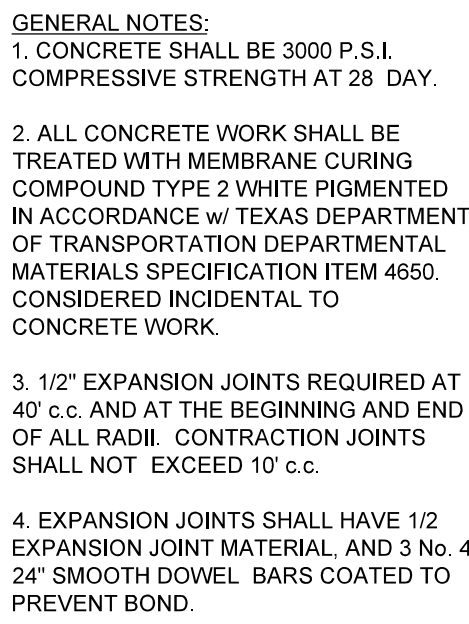 GENERAL NOTES:
1. CONCRETE SHALL BE 3000 P.S.I.
COMPRESSIVE STRENGTH AT 28 DAY.
2. ALL CONCRETE WORK SHALL BE
TREATED WITH MEMBRANE CURING
COMPOUND TYPE 2 WHITE PIGMENTED
IN ACCORDANCE w/ TEXAS DEPARTMENT
OF TRANSPORTATION DEPARTMENTAL
MATERIALS SPECIFICATION ITEM 4650.
CONSIDERED INCIDENTAL TO
CONCRETE WORK.
3. 1/2" EXPANSION JOINTS REQUIRED AT
40' c.c. AND AT THE BEGINNING AND END
OF ALL RADII. CONTRACTION JOINTS
SHALL NOT EXCEED 10' c.c.
4. EXPANSION JOINTS SHALL HAVE 1/2
EXPANSION JOINT MATERIAL, AND 3 No. 4
24" SMOOTH DOWEL BARS COATED TO
PREVENT BOND.